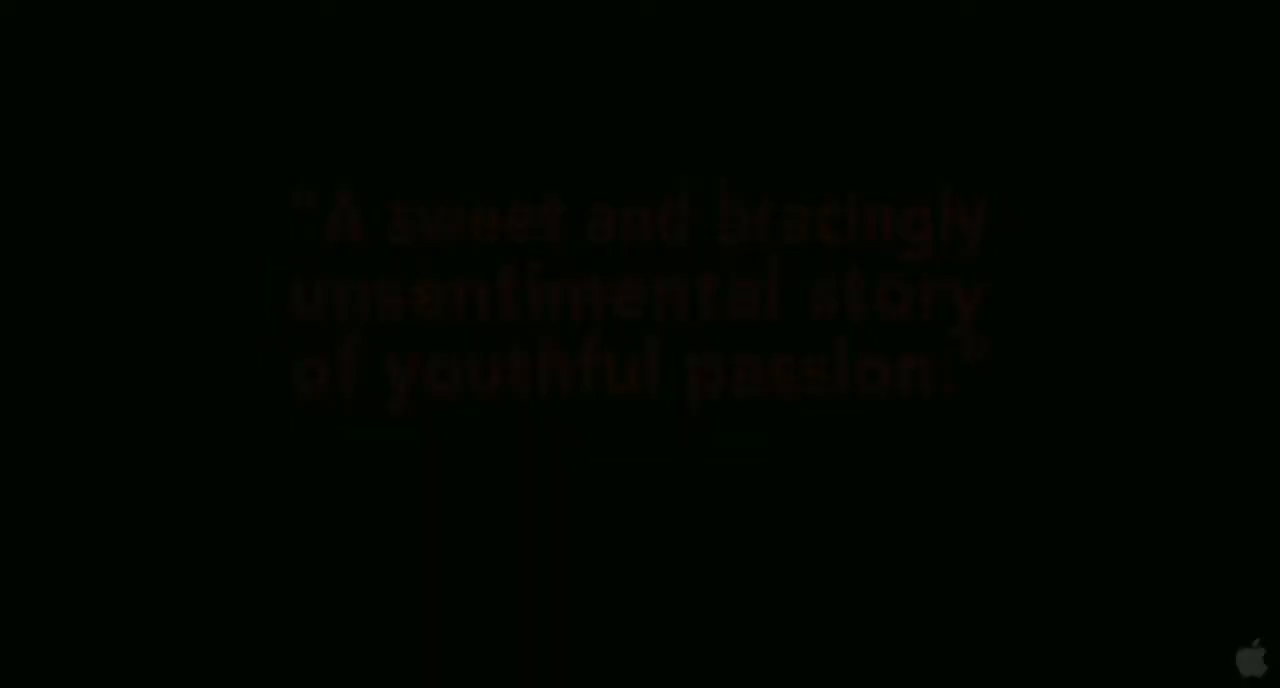 "A sweet and bracingly
unsentimental story
of youthful passion."